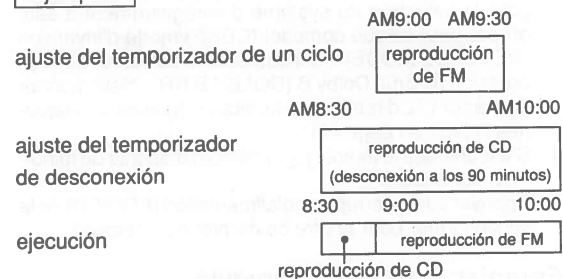 AM9:00 AM9:30
ajuste del temporizador de un ciclo
reproducción
de FM
AM8:30 AM10:00
ajuste del temporizador
de desconexión
reproducción de CD
(desconexión a los 90 minutos)
8:30 9:00 10:00
ejecución
reproducción de FM
reproducción de CD